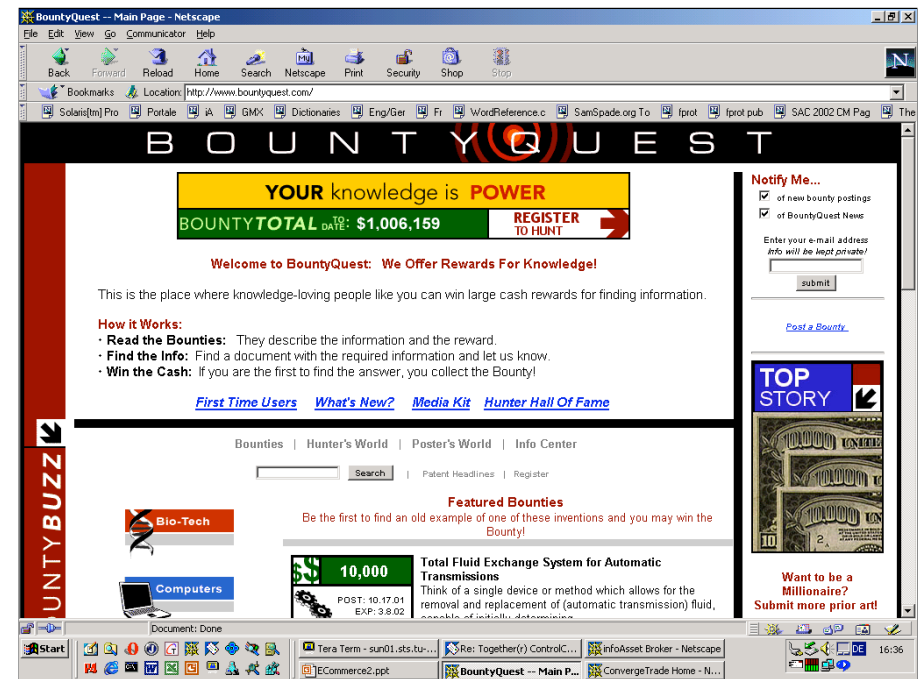 BountyQuest -- Main Page - Netscape
File Edit View Go Communicator Help
Back Forward Reload Home Search Netscape Print Security Shop Stop
Bookmarks Location: http://www.bountyquest.com/
Solaris[tm] Pro Portale iA GMX Dictionaries Eng/Ger Fr WordReference.c SamSpade.org To fprot fprot pub SAC 2002 CM Pag The
BOUNTYQUEST
YOUR knowledge is POWER
BOUNTYTOTAL TO DATE: $1,006,159
REGISTER
TO HUNT
Welcome to BountyQuest: We Offer Rewards For Knowledge!
This is the place where knowledge-loving people like you can win large cash rewards for finding information.
How it Works:
· Read the Bounties: They describe the information and the reward.
· Find the Info: Find a document with the required information and let us know.
· Win the Cash: If you are the first to find the answer, you collect the Bounty!
First Time Users What's New? Media Kit Hunter Hall Of Fame
Notify Me...
of new bounty postings
of BountyQuest News
Enter your e-mail address
Info will be kept private!
submit
Post a Bounty
TOP
STORY
10,000
10,000
10,000
10
Want to be a
Millionaire?
Submit more prior art!
UNTYBUZZ
Bounties | Hunter's World | Poster's World | Info Center
Search | Patent Headlines | Register
Bio-Tech
Computers
Featured Bounties
Be the first to find an old example of one of these inventions and you may win the
Bounty!
$$ 10,000
POST: 10.17.01
EXP: 3.8.02
Total Fluid Exchange System for Automatic
Transmissions
Think of a single device or method which allows for the
removal and replacement of (automatic transmission) fluid,
Document: Done
Start Tera Term - sun01.sts.tu-... Re: Together(r) ControlC... infoAsset Broker - Netscape DE 16:36
ECommerce2.ppt BountyQuest -- Main P... ConvergeTrade Home - N...